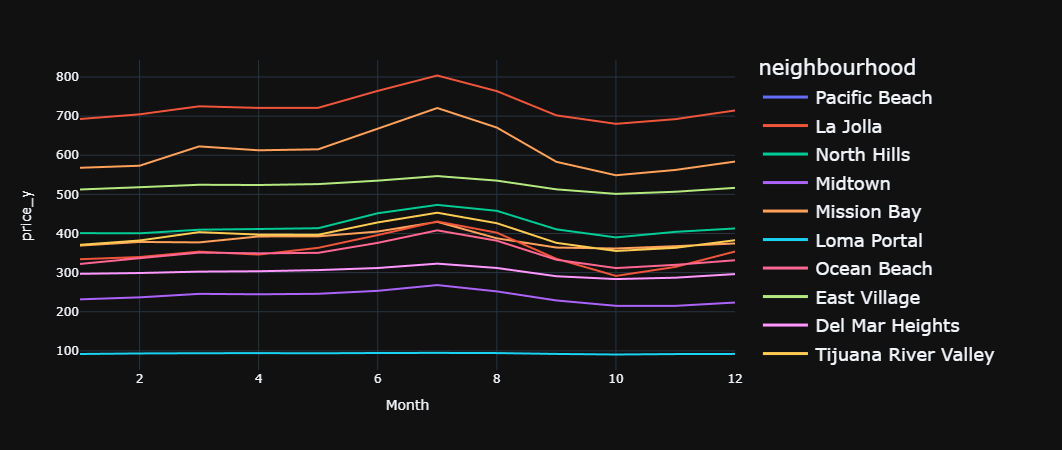 neighbourhood
Pacific Beach
La Jolla
North Hills
Midtown
Mission Bay
Loma Portal
Ocean Beach
East Village
Del Mar Heights
Tijuana River Valley
price_y
800
700
600
500
400
300
200
100
2 4 6 8 10 12
Month